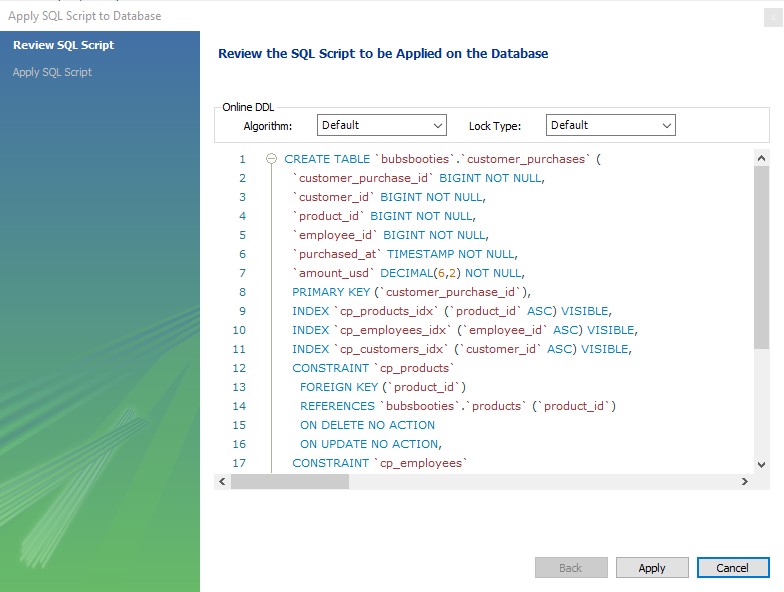 Apply SQL Script to Database
Review SQL Script
Apply SQL Script
Review the SQL Script to be Applied on the Database
Online DDL
Algorithm: Default Lock Type: Default
1 CREATE TABLE `bubsbooties`.`customer_purchases` (
2 `customer_purchase_id` BIGINT NOT NULL,
3 `customer_id` BIGINT NOT NULL,
4 `product_id` BIGINT NOT NULL,
5 `employee_id` BIGINT NOT NULL,
6 `purchased_at` TIMESTAMP NOT NULL,
7 `amount_usd` DECIMAL(6,2) NOT NULL,
8 PRIMARY KEY (`customer_purchase_id`),
9 INDEX `cp_products_idx` (`product_id` ASC) VISIBLE,
10 INDEX `cp_employees_idx` (`employee_id` ASC) VISIBLE,
11 INDEX `cp_customers_idx` (`customer_id` ASC) VISIBLE,
12 CONSTRAINT `cp_products`
13 FOREIGN KEY (`product_id`)
14 REFERENCES `bubsbooties`.`products` (`product_id`)
15 ON DELETE NO ACTION
16 ON UPDATE NO ACTION,
17 CONSTRAINT `cp_employees`
Back Apply Cancel